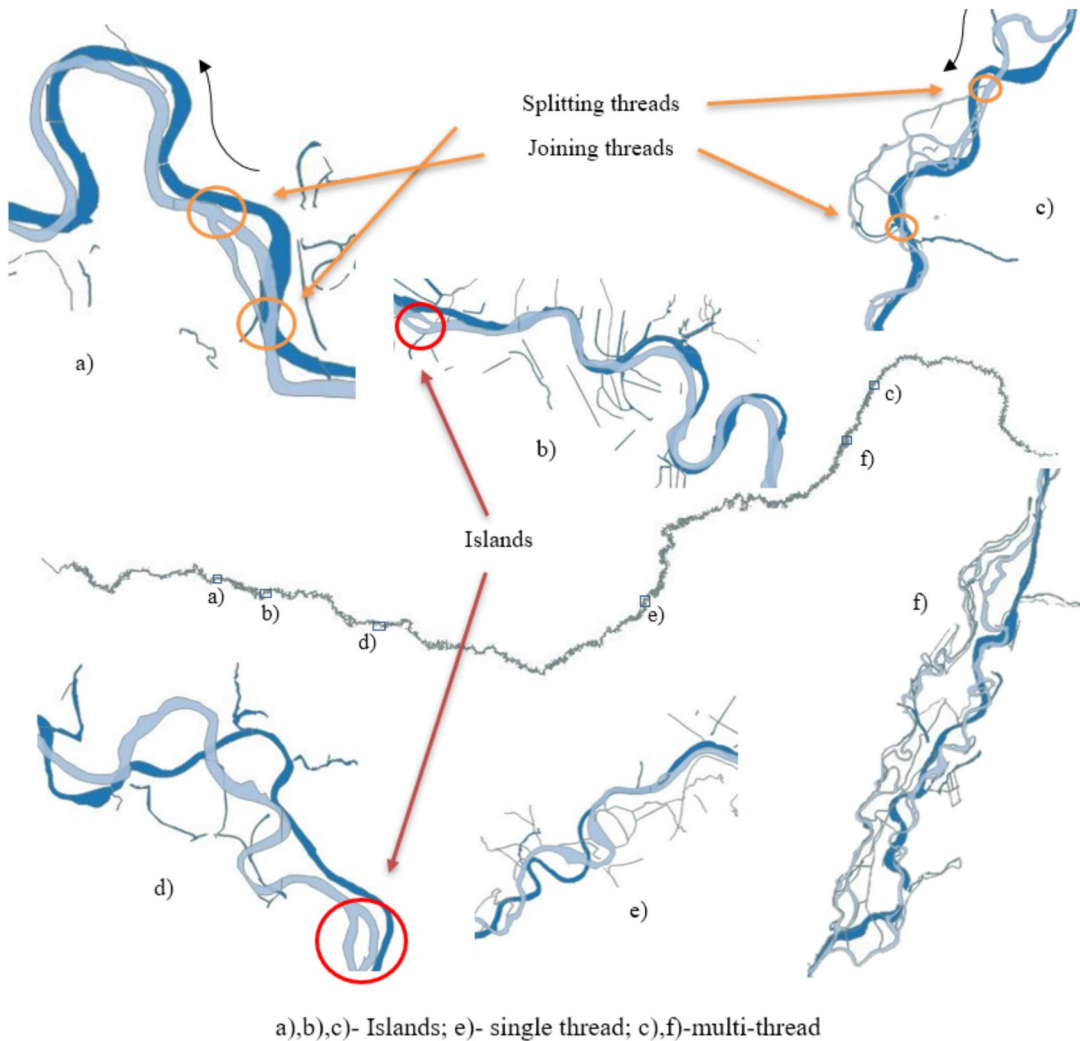 Splitting threads
Joining threads
c)
a)
b)
c)
f)
Islands
a)
b)
d)
e)
f)
d)
e)
a),b),c)- Islands; e)- single thread; c),f)-multi-thread